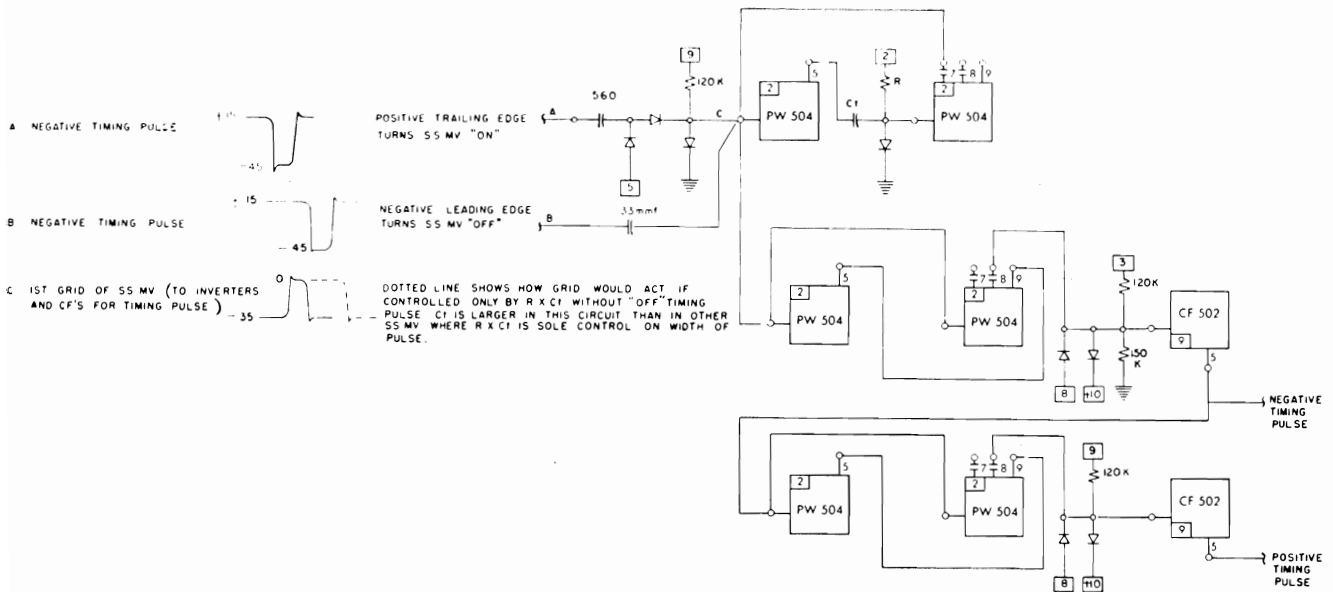 A NEGATIVE TIMING PULSE
-45
POSITIVE TRAILING EDGE
TURNS SS MV "ON"
A
560
5
9
120K
C
2
PW 504
5
Ct
2
R
7 8 9
2
PW 504
B NEGATIVE TIMING PULSE
+15
-45
NEGATIVE LEADING EDGE
TURNS SS MV "OFF"
B
33mmf
C 1ST GRID OF SS MV (TO INVERTERS
AND CF'S FOR TIMING PULSE)
0
-35
DOTTED LINE SHOWS HOW GRID WOULD ACT IF
CONTROLLED ONLY BY R X Ct WITHOUT "OFF" TIMING
PULSE Ct IS LARGER IN THIS CIRCUIT THAN IN OTHER
SS MV WHERE R X Ct IS SOLE CONTROL ON WIDTH OF
PULSE.
2
PW 504
5
7 8 9
2
PW 504
3
120K
150
K
8
+10
CF 502
9
5
NEGATIVE
TIMING
PULSE
2
PW 504
5
7 8 9
2
PW 504
9
120K
8
+10
CF 502
9
5
POSITIVE
TIMING
PULSE